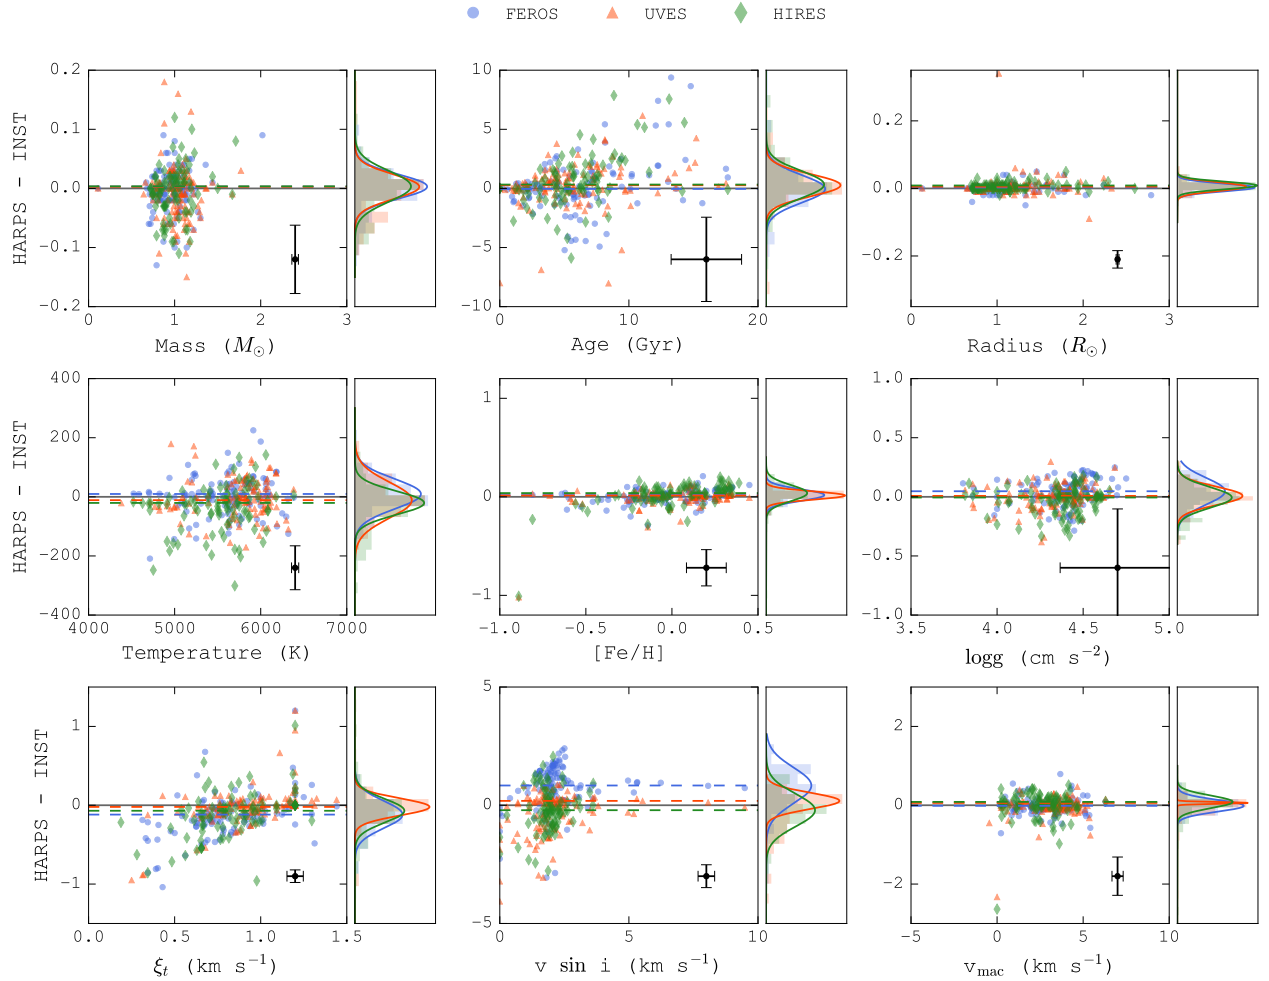 FEROS UVES HIRES
HARPS - INST
0.2
0.1
0.0
−0.1
−0.2
0 1 2 3
Mass (M⊙)
10
5
0
−5
−10
0 5 10 15 20
Age (Gyr)
0.2
0.0
−0.2
0 1 2 3
Radius (R⊙)
HARPS - INST
400
200
0
−200
−400
4000 5000 6000 7000
Temperature (K)
1
0
−1
−1.0 −0.5 0.0 0.5
[Fe/H]
1.0
0.5
0.0
−0.5
−1.0
3.5 4.0 4.5 5.0
logg (cm s⁻²)
HARPS - INST
1
0
−1
0.0 0.5 1.0 1.5
ξt (km s⁻¹)
5
0
−5
0 5 10
v sin i (km s⁻¹)
2
0
−2
−5 0 5 10
vmac (km s⁻¹)